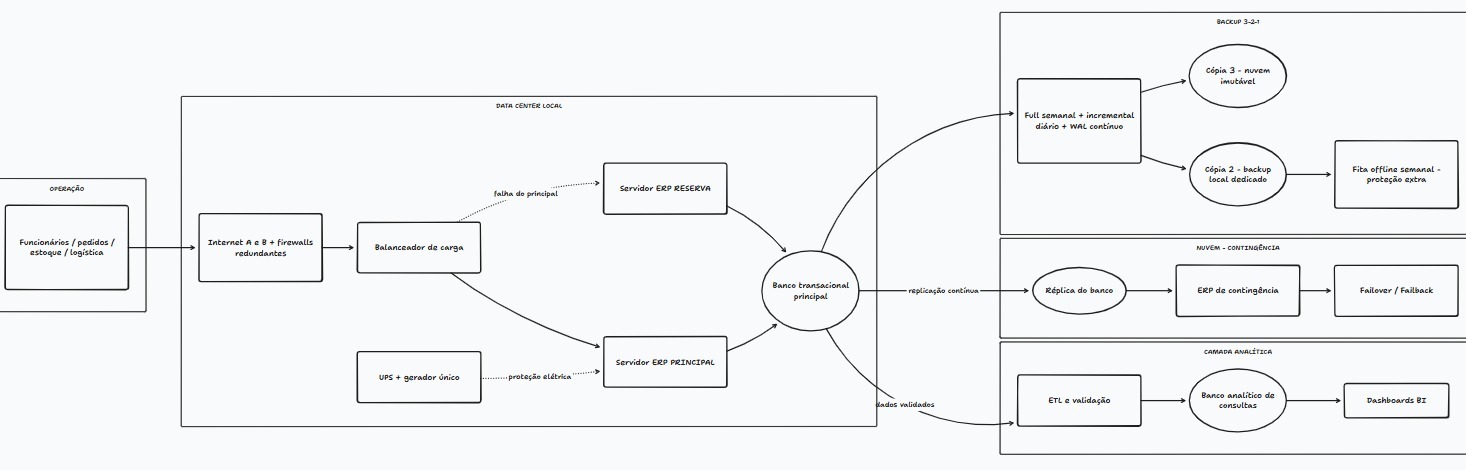 OPERAÇÃO
Funcionários / pedidos /
estoque / logística
DATA CENTER LOCAL
Internet A e B + firewalls
redundantes
Balanceador de carga
falha do principal
Servidor ERP RESERVA
UPS + gerador único
proteção elétrica
Servidor ERP PRINCIPAL
Banco transacional
principal
replicação contínua
dados validados
BACKUP 3-2-1
Full semanal + incremental
diário + WAL contínuo
Cópia 3 - nuvem
imutável
Cópia 2 - backup
local dedicado
Fita offline semanal -
proteção extra
NUVEM - CONTINGÊNCIA
Réplica do banco
ERP de contingência
Failover / Failback
CAMADA ANALÍTICA
ETL e validação
Banco analítico de
consultas
Dashboards BI